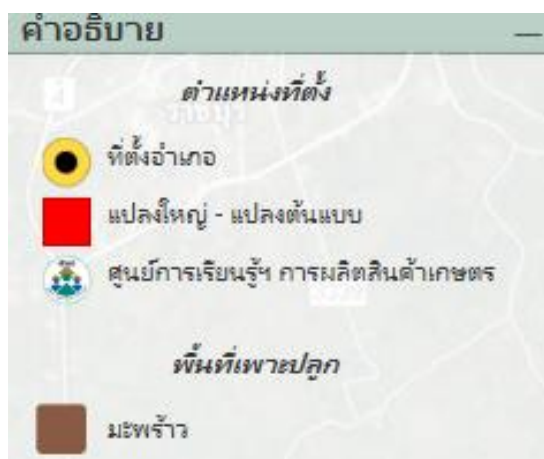 คำอธิบาย
ตำแหน่งที่ตั้ง
ที่ตั้งอำเภอ
แปลงใหญ่ - แปลงต้นแบบ
ศูนย์การเรียนรู้ฯ การผลิตสินค้าเกษตร
พื้นที่เพาะปลูก
มะพร้าว